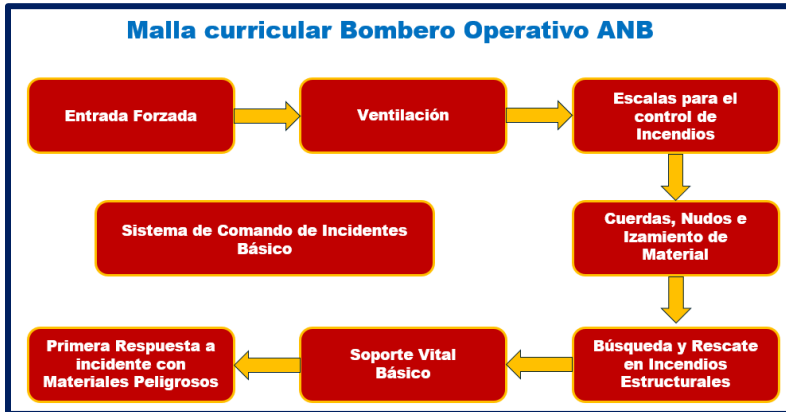 Malla curricular Bombero Operativo ANB
Entrada Forzada
Ventilación
Escalas para el
control de
Incendios
Sistema de Comando de Incidentes
Básico
Cuerdas, Nudos e
Izamiento de
Material
Primera Respuesta a
incidente con
Materiales Peligrosos
Soporte Vital
Básico
Búsqueda y Rescate
en Incendios
Estructurales